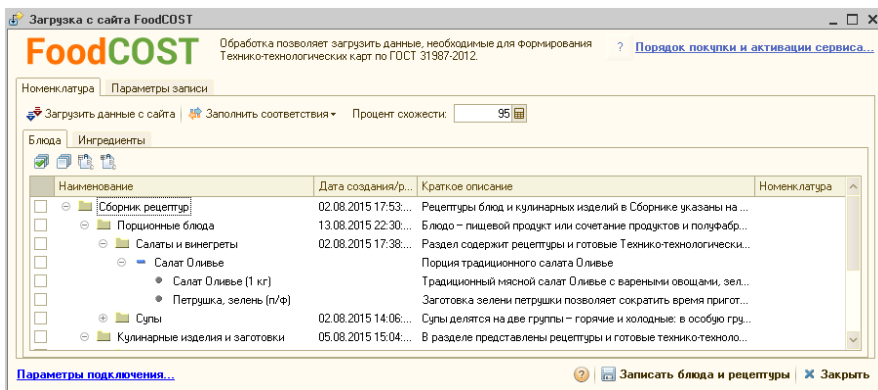 Загрузка с сайта FoodCOST
FoodCOST
Обработка позволяет загрузить данные, необходимые для формирования
Технико-технологических карт по ГОСТ 31987-2012.
? Порядок покупки и активации сервиса...
Номенклатура Параметры записи
Загрузить данные с сайта Заполнить соответствия Процент схожести: 95
Блюда Ингредиенты
Наименование Дата создания/р... Краткое описание Номенклатура
Сборник рецептур 02.08.2015 17:53:... Рецептуры блюд и кулинарных изделий в Сборнике указаны на ...
Порционные блюда 13.08.2015 22:30:... Блюдо – пищевой продукт или сочетание продуктов и полуфабр...
Салаты и винегреты 02.08.2015 17:38:... Раздел содержит рецептуры и готовые Технико-технологически...
Салат Оливье Порция традиционного салата Оливье
Салат Оливье (1 кг) Традиционный мясной салат Оливье с вареными овощами, зел...
Петрушка, зелень (п/ф) Заготовка зелени петрушки позволяет сократить время пригот...
Супы 02.08.2015 14:06:... Супы делятся на две группы – горячие и холодные: в особую гру...
Кулинарные изделия и заготовки 05.08.2015 15:04:... В разделе представлены рецептуры и готовые технико-техноло...
Параметры подключения... ? Записать блюда и рецептуры Закрыть